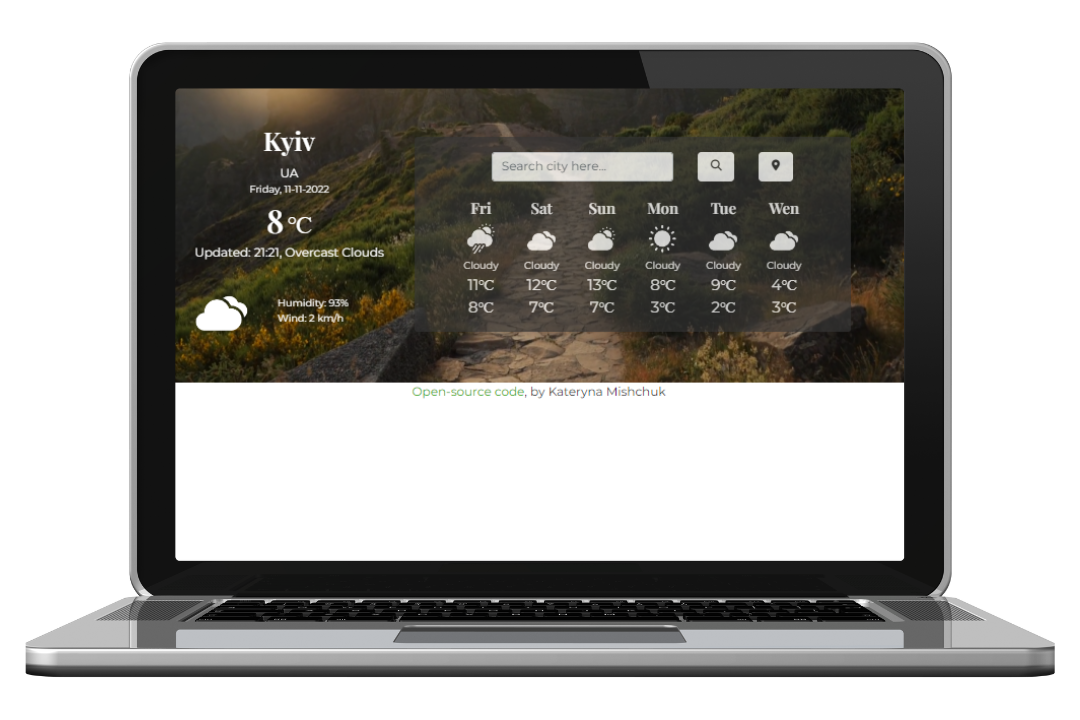 Kyiv
UA
Friday, 11-11-2022
8 °C
Updated: 21:21, Overcast Clouds
Humidity: 93%
Wind: 2 km/h
Search city here...
Fri Sat Sun Mon Tue Wen
Cloudy Cloudy Cloudy Cloudy Cloudy Cloudy
11°C 12°C 13°C 8°C 9°C 4°C
8°C 7°C 7°C 3°C 2°C 3°C
Open-source code, by Kateryna Mishchuk